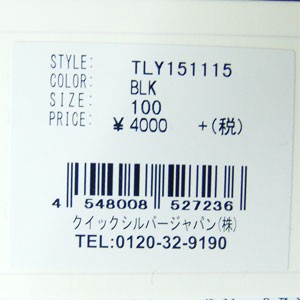 STYLE: TLY151115
COLOR: BLK
SIZE: 100
PRICE: ¥ 4000 +(税)
4 548008 527236
クイックシルバージャパン(株)
TEL:0120-32-9190